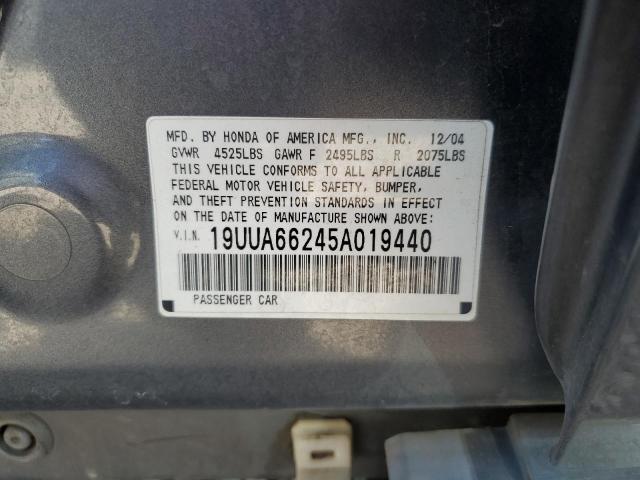 MFD. BY HONDA OF AMERICA MFG., INC. 12/04
GVWR 4525LBS GAWR F 2495LBS R 2075LBS
THIS VEHICLE CONFORMS TO ALL APPLICABLE
FEDERAL MOTOR VEHICLE SAFETY, BUMPER,
AND THEFT PREVENTION STANDARDS IN EFFECT
ON THE DATE OF MANUFACTURE SHOWN ABOVE:
V.I.N. 19UUA66245A019440
PASSENGER CAR